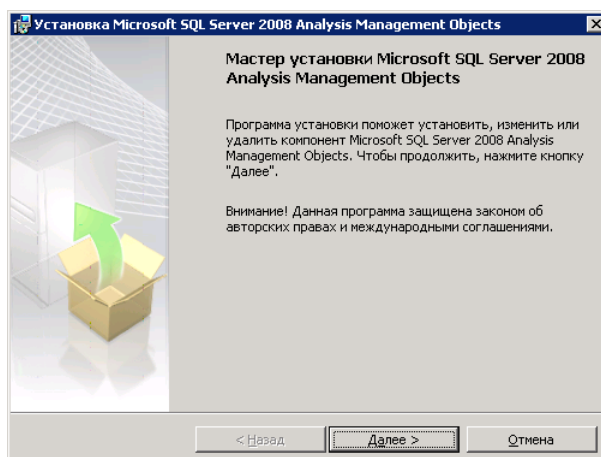 Установка Microsoft SQL Server 2008 Analysis Management Objects
Мастер установки Microsoft SQL Server 2008
Analysis Management Objects
Программа установки поможет установить, изменить или
удалить компонент Microsoft SQL Server 2008 Analysis
Management Objects. Чтобы продолжить, нажмите кнопку
"Далее".
Внимание! Данная программа защищена законом об
авторских правах и международными соглашениями.
< Назад
Далее >
Отмена